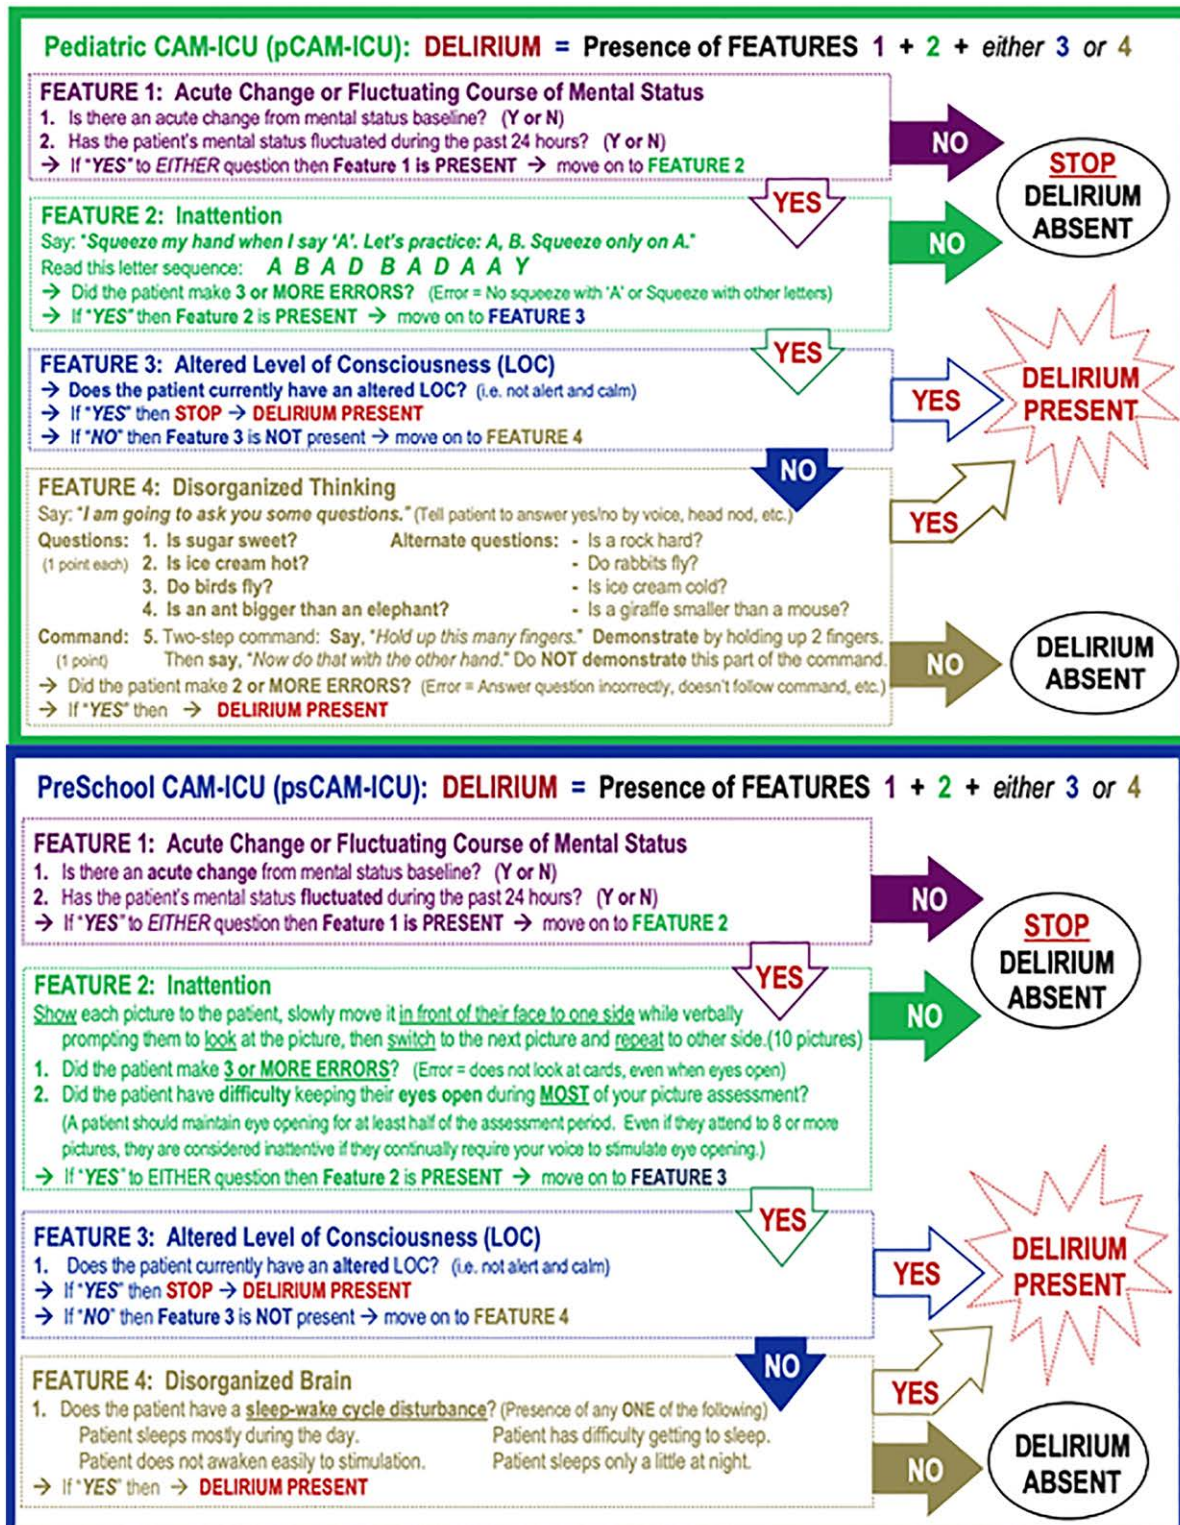 Pediatric CAM-ICU (pCAM-ICU): DELIRIUM = Presence of FEATURES 1 + 2 + either 3 or 4
FEATURE 1: Acute Change or Fluctuating Course of Mental Status
1. Is there an acute change from mental status baseline? (Y or N)
2. Has the patient's mental status fluctuated during the past 24 hours? (Y or N)
→ If "YES" to EITHER question then Feature 1 is PRESENT → move on to FEATURE 2
NO
STOP
DELIRIUM
ABSENT
YES
FEATURE 2: Inattention
Say: "Squeeze my hand when I say 'A'. Let's practice: A, B. Squeeze only on A."
Read this letter sequence: A B A D B A D A A Y
→ Did the patient make 3 or MORE ERRORS? (Error = No squeeze with 'A' or Squeeze with other letters)
→ If "YES" then Feature 2 is PRESENT → move on to FEATURE 3
NO
YES
FEATURE 3: Altered Level of Consciousness (LOC)
→ Does the patient currently have an altered LOC? (i.e. not alert and calm)
→ If "YES" then STOP → DELIRIUM PRESENT
→ If "NO" then Feature 3 is NOT present → move on to FEATURE 4
YES
DELIRIUM
PRESENT
NO
FEATURE 4: Disorganized Thinking
Say: "I am going to ask you some questions." (Tell patient to answer yes/no by voice, head nod, etc.)
Questions: 1. Is sugar sweet? Alternate questions: - Is a rock hard?
(1 point each) 2. Is ice cream hot? - Do rabbits fly?
3. Do birds fly? - Is ice cream cold?
4. Is an ant bigger than an elephant? - Is a giraffe smaller than a mouse?
Command: 5. Two-step command: Say, "Hold up this many fingers." Demonstrate by holding up 2 fingers.
(1 point) Then say, "Now do that with the other hand." Do NOT demonstrate this part of the command.
→ Did the patient make 2 or MORE ERRORS? (Error = Answer question incorrectly, doesn't follow command, etc.)
→ If "YES" then → DELIRIUM PRESENT
YES
NO
DELIRIUM
ABSENT
PreSchool CAM-ICU (psCAM-ICU): DELIRIUM = Presence of FEATURES 1 + 2 + either 3 or 4
FEATURE 1: Acute Change or Fluctuating Course of Mental Status
1. Is there an acute change from mental status baseline? (Y or N)
2. Has the patient's mental status fluctuated during the past 24 hours? (Y or N)
→ If "YES" to EITHER question then Feature 1 is PRESENT → move on to FEATURE 2
NO
STOP
DELIRIUM
ABSENT
YES
FEATURE 2: Inattention
Show each picture to the patient, slowly move it in front of their face to one side while verbally
prompting them to look at the picture, then switch to the next picture and repeat to other side.(10 pictures)
1. Did the patient make 3 or MORE ERRORS? (Error = does not look at cards, even when eyes open)
2. Did the patient have difficulty keeping their eyes open during MOST of your picture assessment?
(A patient should maintain eye opening for at least half of the assessment period. Even if they attend to 8 or more
pictures, they are considered inattentive if they continually require your voice to stimulate eye opening.)
→ If "YES" to EITHER question then Feature 2 is PRESENT → move on to FEATURE 3
NO
YES
FEATURE 3: Altered Level of Consciousness (LOC)
1. Does the patient currently have an altered LOC? (i.e. not alert and calm)
→ If "YES" then STOP → DELIRIUM PRESENT
→ If "NO" then Feature 3 is NOT present → move on to FEATURE 4
YES
DELIRIUM
PRESENT
NO
FEATURE 4: Disorganized Brain
1. Does the patient have a sleep-wake cycle disturbance? (Presence of any ONE of the following)
Patient sleeps mostly during the day. Patient has difficulty getting to sleep.
Patient does not awaken easily to stimulation. Patient sleeps only a little at night.
→ If "YES" then → DELIRIUM PRESENT
YES
NO
DELIRIUM
ABSENT